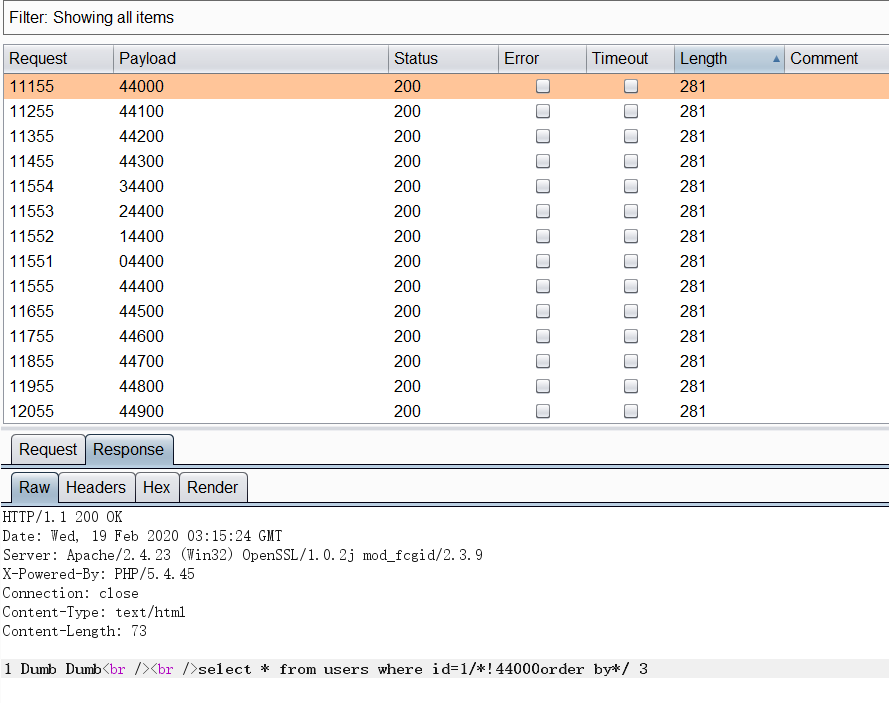 Filter: Showing all items
Request Payload Status Error Timeout Length Comment
11155 44000 200 281
11255 44100 200 281
11355 44200 200 281
11455 44300 200 281
11554 34400 200 281
11553 24400 200 281
11552 14400 200 281
11551 04400 200 281
11555 44400 200 281
11655 44500 200 281
11755 44600 200 281
11855 44700 200 281
11955 44800 200 281
12055 44900 200 281
Request Response
Raw Headers Hex Render
HTTP/1.1 200 OK
Date: Wed, 19 Feb 2020 03:15:24 GMT
Server: Apache/2.4.23 (Win32) OpenSSL/1.0.2j mod_fcgid/2.3.9
X-Powered-By: PHP/5.4.45
Connection: close
Content-Type: text/html
Content-Length: 73
1 Dumb Dumb<br /><br />select * from users where id=1/*!44000order by*/ 3